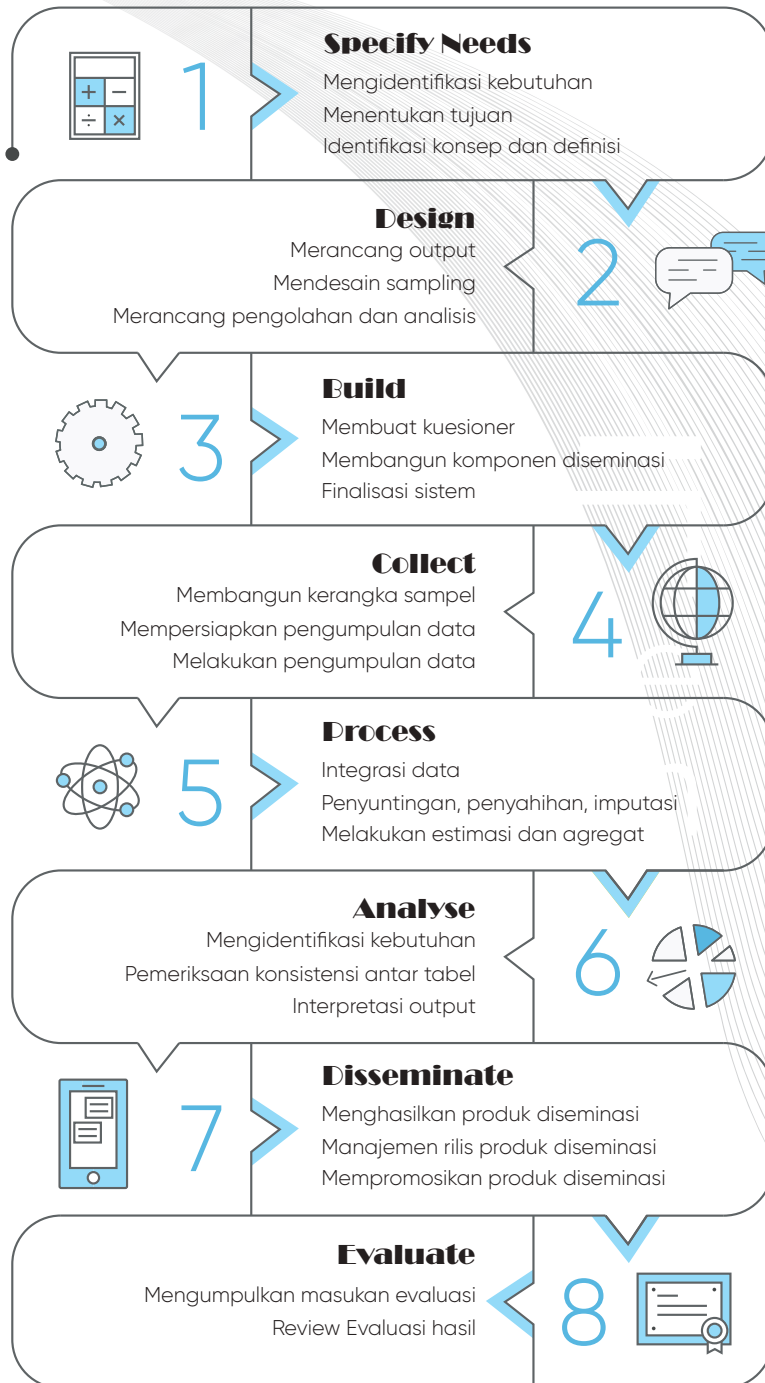 1
Specify Needs
Mengidentifikasi kebutuhan
Menentukan tujuan
Identifikasi konsep dan definisi
Design
Merancang output
Mendesain sampling
Merancang pengolahan dan analisis
2
3
Build
Membuat kuesioner
Membangun komponen diseminasi
Finalisasi sistem
Collect
Membangun kerangka sampel
Mempersiapkan pengumpulan data
Melakukan pengumpulan data
4
5
Process
Integrasi data
Penyuntingan, penyahihan, imputasi
Melakukan estimasi dan agregat
Analyse
Mengidentifikasi kebutuhan
Pemeriksaan konsistensi antar tabel
Interpretasi output
6
7
Disseminate
Menghasilkan produk diseminasi
Manajemen rilis produk diseminasi
Mempromosikan produk diseminasi
Evaluate
Mengumpulkan masukan evaluasi
Review Evaluasi hasil
8